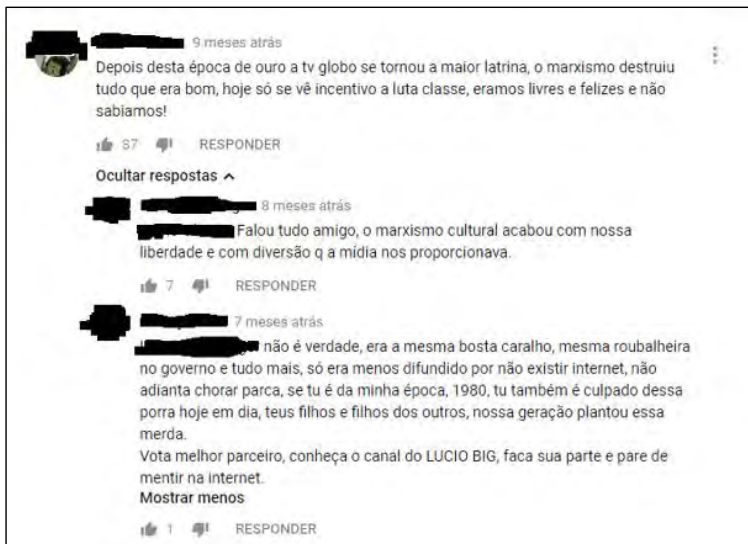 9 meses atrás
Depois desta época de ouro a tv globo se tornou a maior latrina, o marxismo destruiu
tudo que era bom, hoje só se vê incentivo a luta classe, eramos livres e felizes e não
sabiamos!
87 RESPONDER
Ocultar respostas
8 meses atrás
Falou tudo amigo, o marxismo cultural acabou com nossa
liberdade e com diversão q a mídia nos proporcionava.
7 RESPONDER
7 meses atrás
não é verdade, era a mesma bosta caralho, mesma roubalheira
no governo e tudo mais, só era menos difundido por não existir internet, não
adianta chorar parca, se tu é da minha época, 1980, tu também é culpado dessa
porra hoje em dia, teus filhos e filhos dos outros, nossa geração plantou essa
merda.
Vota melhor parceiro, conheça o canal do LUCIO BIG, faca sua parte e pare de
mentir na internet.
Mostrar menos
1 RESPONDER